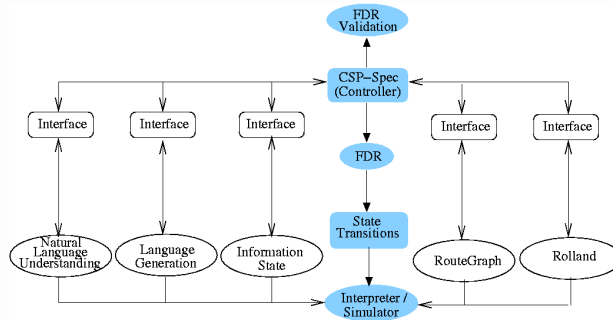 FDR
Validation
CSP–Spec
(Controller)
Interface
Interface
Interface
Interface
Interface
FDR
State
Transitions
Natural
Language
Understanding
Language
Generation
Information
State
RouteGraph
Rolland
Interpreter /
Simulator